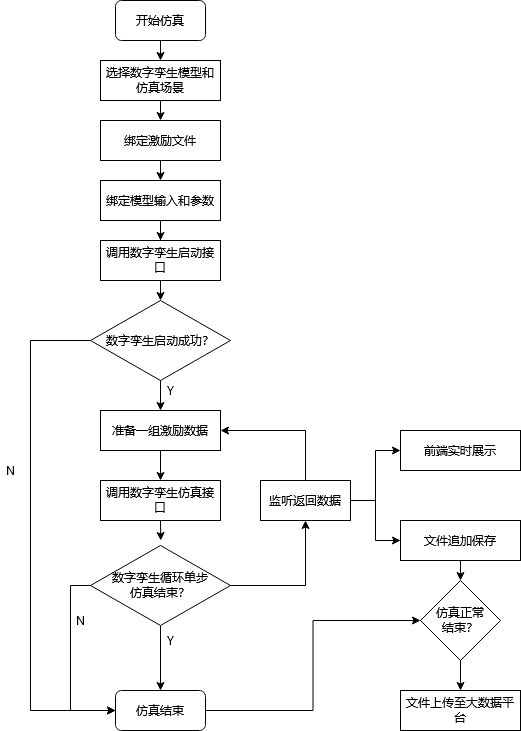 开始仿真
选择数字孪生模型和
仿真场景
绑定激励文件
绑定模型输入和参数
调用数字孪生启动接
口
数字孪生启动成功?
Y
N
准备一组激励数据
调用数字孪生仿真接
口
监听返回数据
前端实时展示
文件追加保存
数字孪生循环单步
仿真结束?
N
Y
仿真正常
结束?
仿真结束
文件上传至大数据平
台